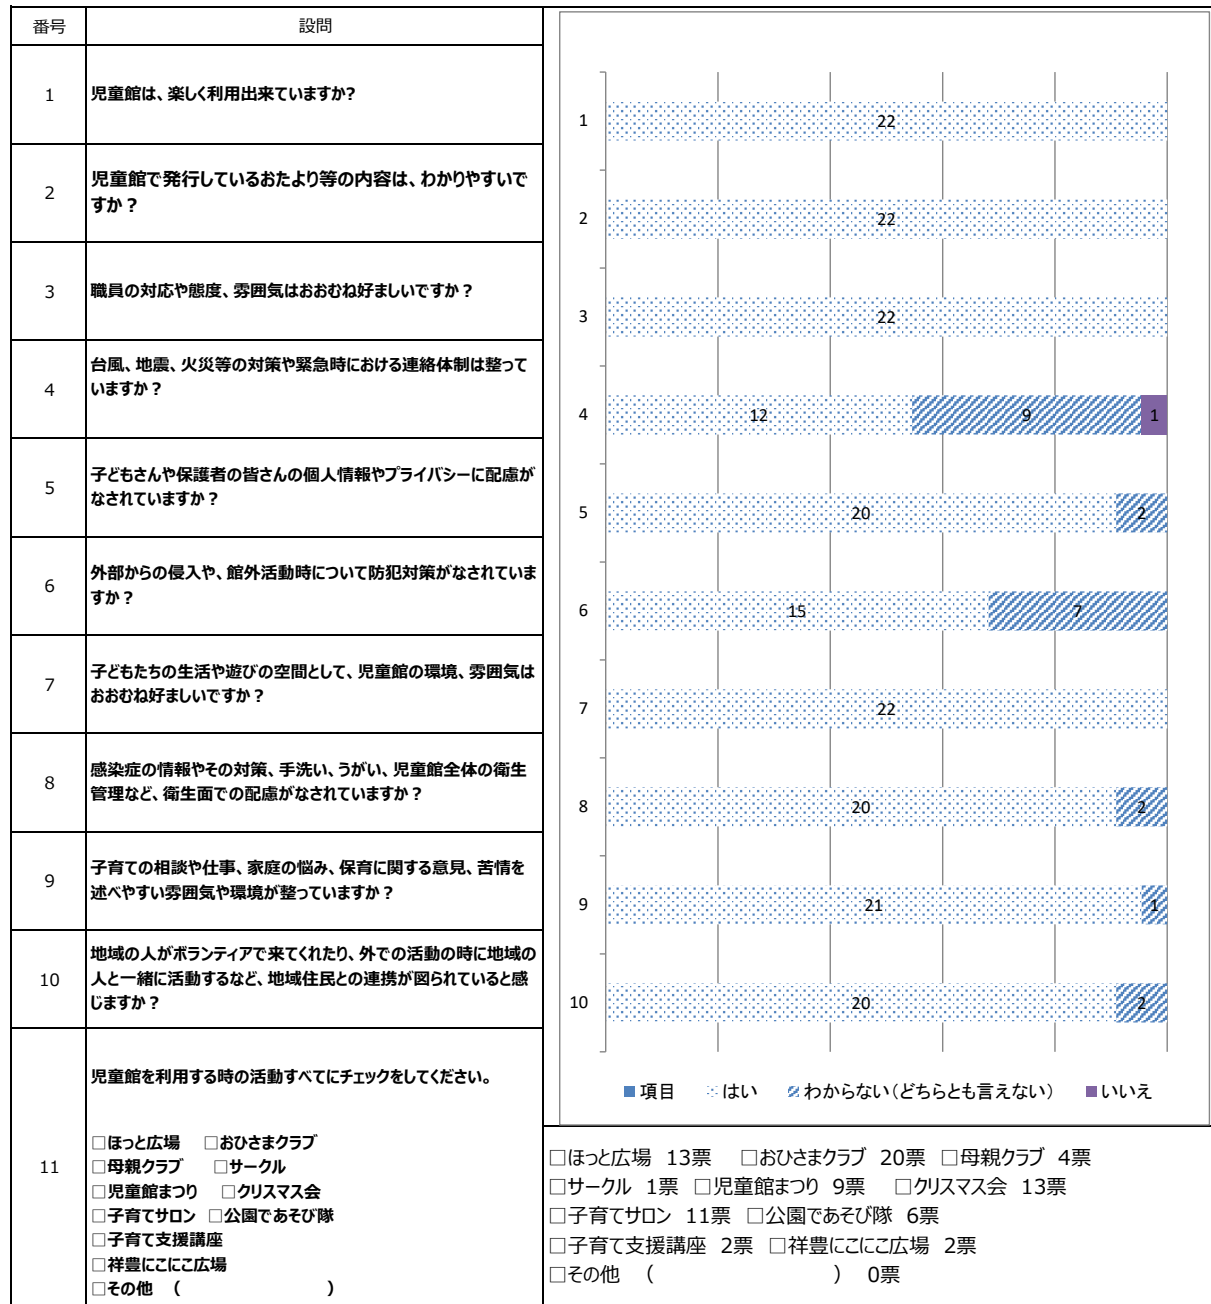 番号
設問
1
児童館は、楽しく利用出来ていますか?
2
児童館で発行しているおたより等の内容は、わかりやすいで
すか？
3
職員の対応や態度、雰囲気はおおむね好ましいですか？
4
台風、地震、火災等の対策や緊急時における連絡体制は整って
いますか？
5
子どもさんや保護者の皆さんの個人情報やプライバシーに配慮が
なされていますか？
6
外部からの侵入や、館外活動時について防犯対策がなされていま
すか？
7
子どもたちの生活や遊びの空間として、児童館の環境、雰囲気は
おおむね好ましいですか？
8
感染症の情報やその対策、手洗い、うがい、児童館全体の衛生
管理など、衛生面での配慮がなされていますか？
9
子育ての相談や仕事、家庭の悩み、保育に関する意見、苦情を
述べやすい雰囲気や環境が整っていますか？
10
地域の人がボランティアで来てくれたり、外での活動の時に地域の
人と一緒に活動するなど、地域住民との連携が図られていると感
じますか？
11
児童館を利用する時の活動すべてにチェックをしてください。
□ほっと広場　□おひさまクラブ
□母親クラブ　□サークル
□児童館まつり　□クリスマス会
□子育てサロン　□公園であそび隊
□子育て支援講座
□祥豊にこにこ広場
□その他　（　　　　　　　　　）
1 22
2 22
3 22
4 12 9 1
5 20 2
6 15 7
7 22
8 20 2
9 21 1
10 20 2
■項目 はい わからない（どちらとも言えない） ■いいえ
□ほっと広場 13票　□おひさまクラブ 20票 □母親クラブ 4票
□サークル 1票 □児童館まつり 9票　□クリスマス会 13票
□子育てサロン 11票 □公園であそび隊 6票
□子育て支援講座 2票 □祥豊にこにこ広場 2票
□その他　（　　　　　　　　　）　0票